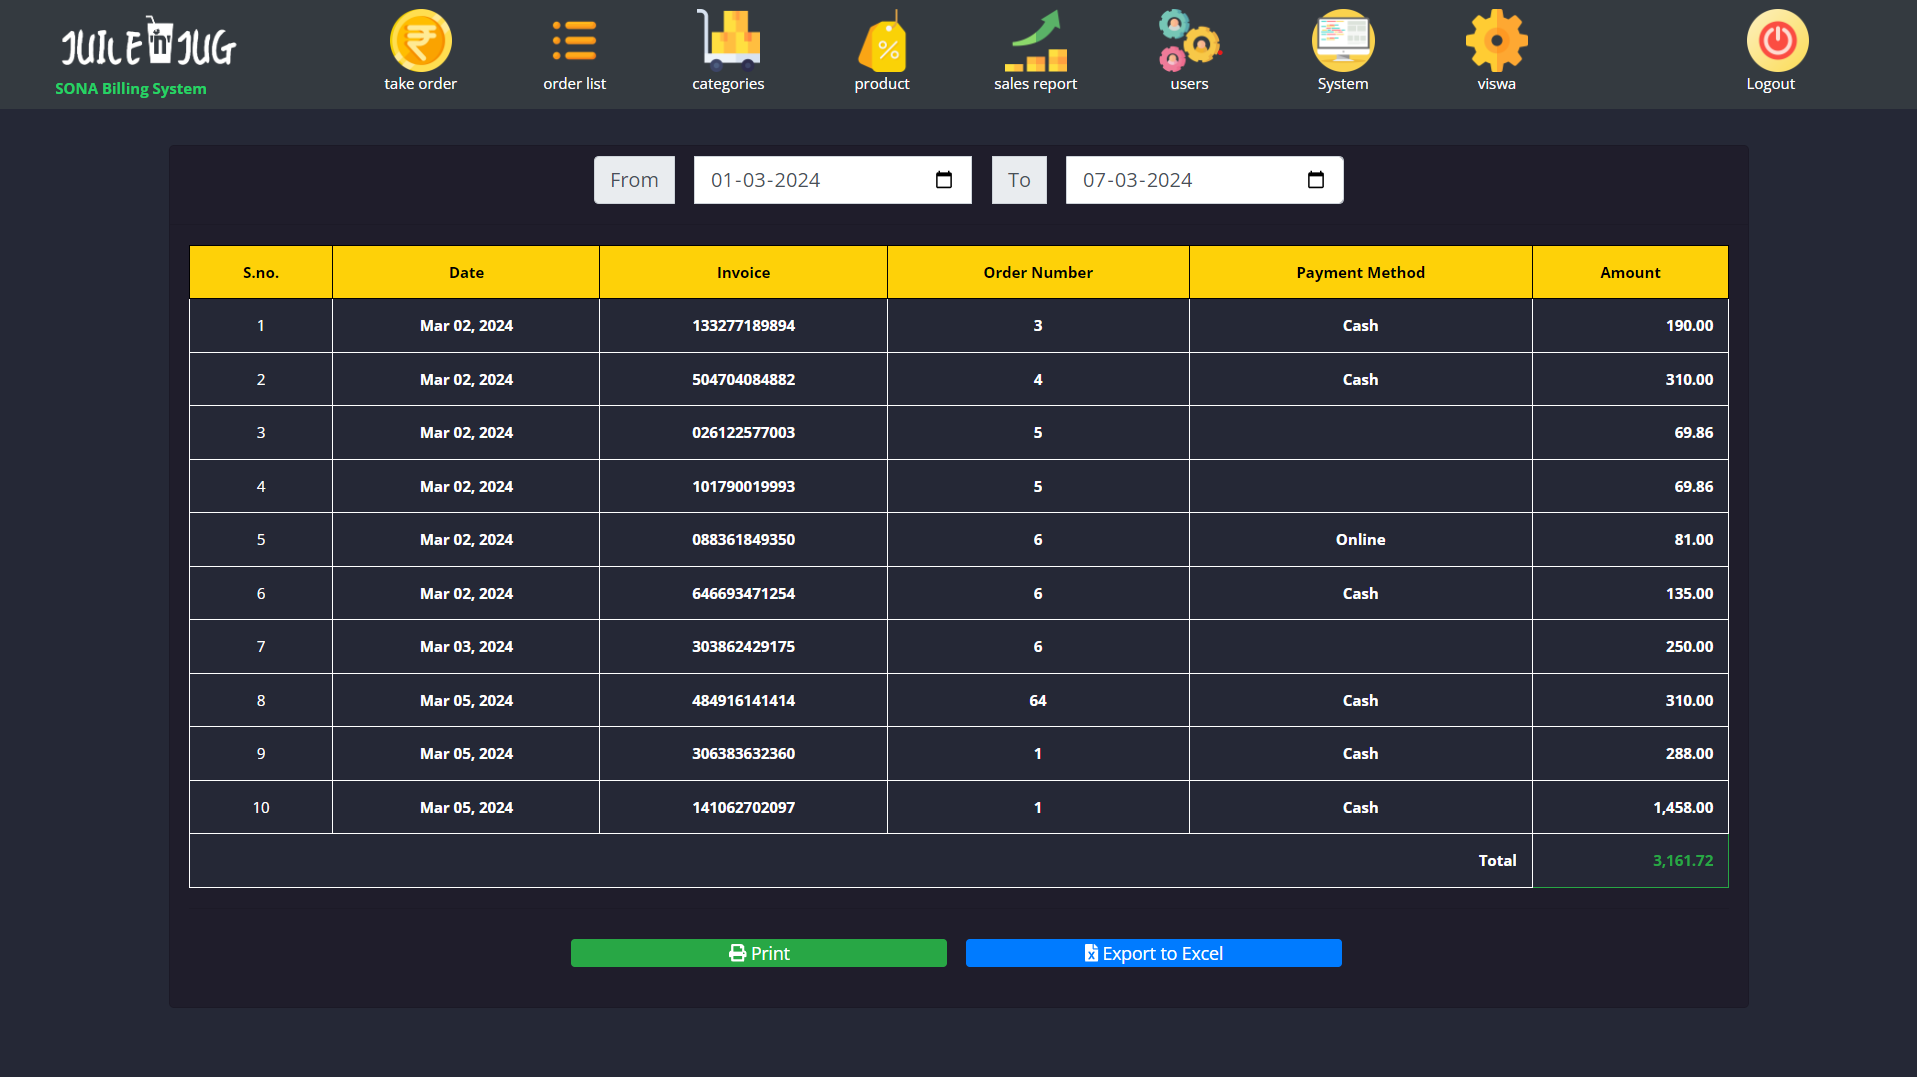 JUILE in JUG
SONA Billing System
take order
order list
categories
product
sales report
users
System
viswa
Logout
From 01-03-2024 To 07-03-2024
S.no. Date Invoice Order Number Payment Method Amount
1 Mar 02, 2024 133277189894 3 Cash 190.00
2 Mar 02, 2024 504704084882 4 Cash 310.00
3 Mar 02, 2024 026122577003 5 69.86
4 Mar 02, 2024 101790019993 5 69.86
5 Mar 02, 2024 088361849350 6 Online 81.00
6 Mar 02, 2024 646693471254 6 Cash 135.00
7 Mar 03, 2024 303862429175 6 250.00
8 Mar 05, 2024 484916141414 64 Cash 310.00
9 Mar 05, 2024 306383632360 1 Cash 288.00
10 Mar 05, 2024 141062702097 1 Cash 1,458.00
Total 3,161.72
Print
Export to Excel